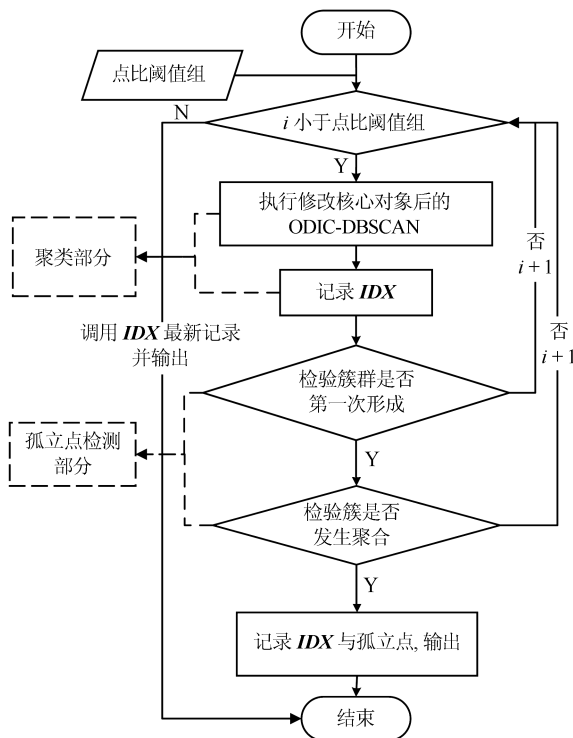 开始
点比阈值组
N
i 小于点比阈值组
Y
执行修改核心对象后的
ODIC-DBSCAN
聚类部分
否
i + 1
记录 IDX
否
i + 1
调用 IDX 最新记录
并输出
检验簇群是否
第一次形成
孤立点检测
部分
Y
检验簇是否
发生聚合
Y
记录 IDX 与孤立点, 输出
结束